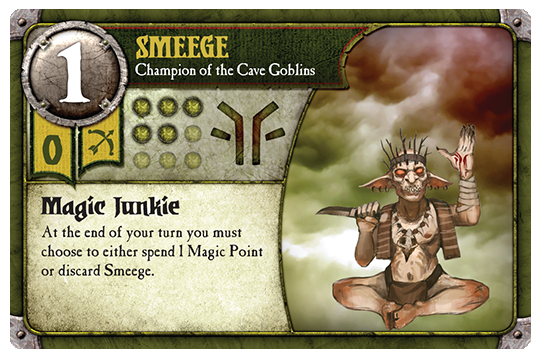 1
SMEEGE
Champion of the Cave Goblins
0
Magic Junkie
At the end of your turn you must
choose to either spend 1 Magic Point
or discard Smeege.